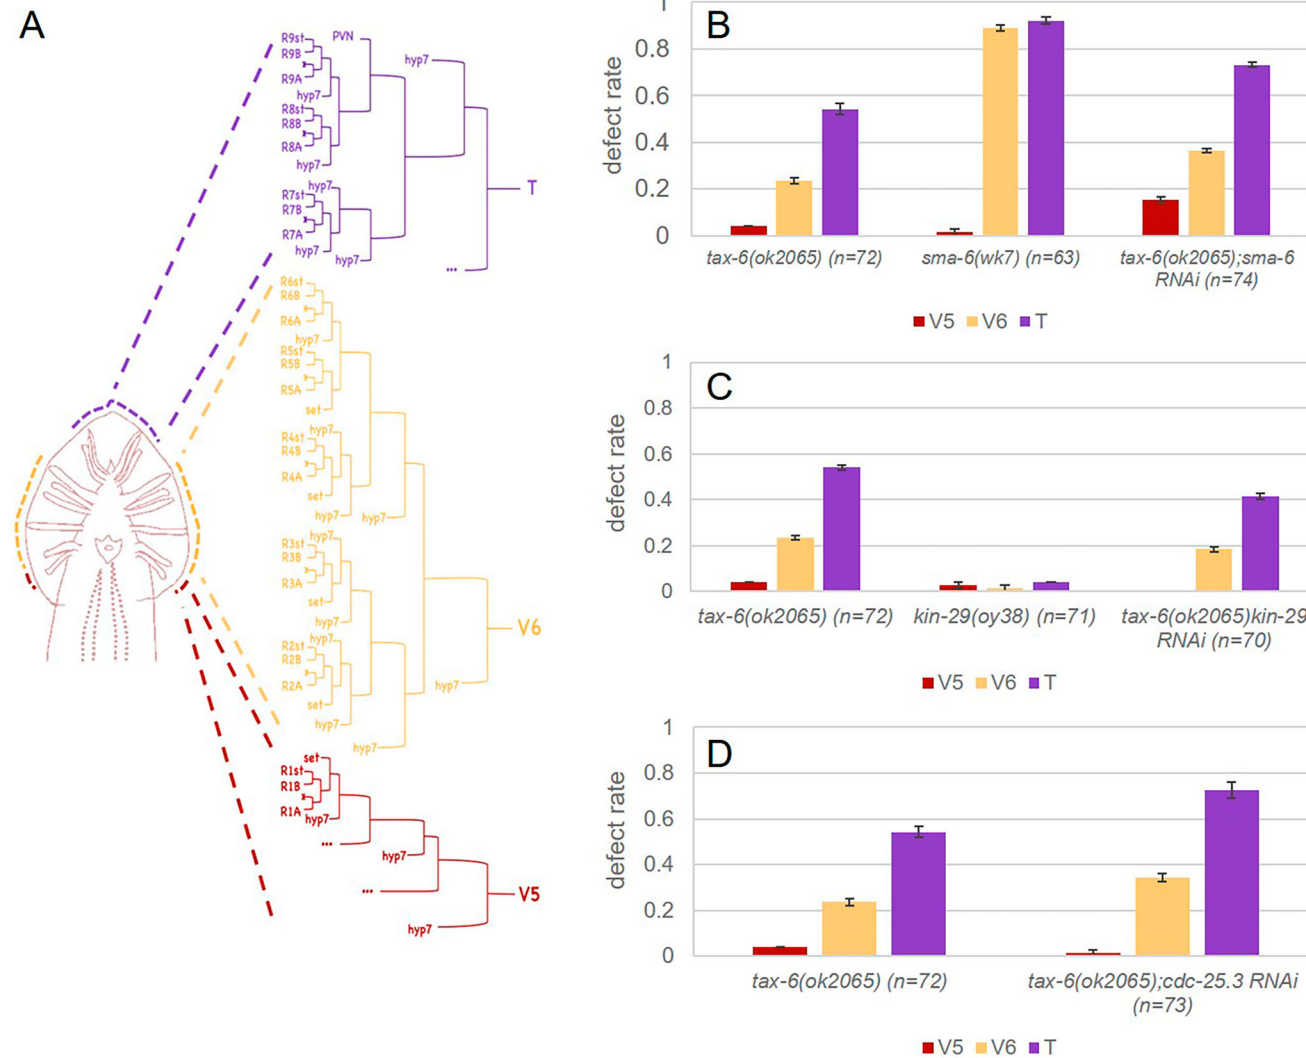 A
R9st
PVN
R9B
x
R9A
hyp7
hyp7
R8st
R8B
x
R8A
hyp7
hyp7
R7st
R7B
x
R7A
hyp7
hyp7
T
...
R6st
R6B
x
R6A
hyp7
R5st
R5B
x
R5A
set
hyp7
R4st
R4B
x
R4A
set
hyp7
hyp7
hyp7
R3st
R3B
x
R3A
set
hyp7
hyp7
R2st
R2B
x
R2A
set
hyp7
hyp7
hyp7
V6
set
R1st
R1B
x
R1A
hyp7
...
hyp7
...
hyp7
V5
B
defect rate
1
0.8
0.6
0.4
0.2
0
tax-6(ok2065) (n=72)
sma-6(wk7) (n=63)
tax-6(ok2065);sma-6
RNAi (n=74)
V5 V6 T
C
defect rate
1
0.8
0.6
0.4
0.2
0
tax-6(ok2065) (n=72)
kin-29(oy38) (n=71)
tax-6(ok2065)kin-29
RNAi (n=70)
V5 V6 T
D
defect rate
1
0.8
0.6
0.4
0.2
0
tax-6(ok2065) (n=72)
tax-6(ok2065);cdc-25.3 RNAi
(n=73)
V5 V6 T